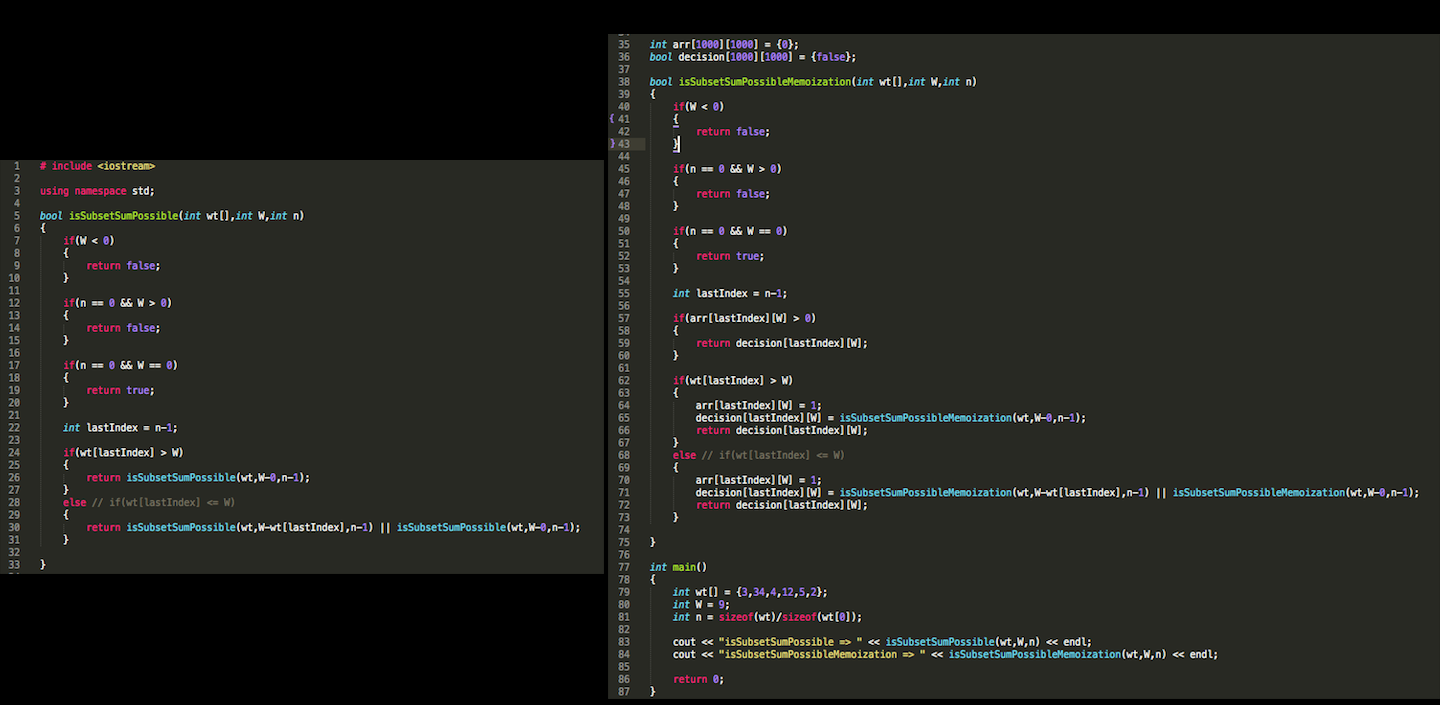 1 # include <iostream>
2
3 using namespace std;
4
5 bool isSubsetSumPossible(int wt[],int W,int n)
6 {
7 if(W < 0)
8 {
9 return false;
10 }
11
12 if(n == 0 && W > 0)
13 {
14 return false;
15 }
16
17 if(n == 0 && W == 0)
18 {
19 return true;
20 }
21
22 int lastIndex = n-1;
23
24 if(wt[lastIndex] > W)
25 {
26 return isSubsetSumPossible(wt,W-0,n-1);
27 }
28 else // if(wt[lastIndex] <= W)
29 {
30 return isSubsetSumPossible(wt,W-wt[lastIndex],n-1) || isSubsetSumPossible(wt,W-0,n-1);
31 }
32
33 }
35 int arr[1000][1000] = {0};
36 bool decision[1000][1000] = {false};
37
38 bool isSubsetSumPossibleMemoization(int wt[],int W,int n)
39 {
40 if(W < 0)
{ 41 {
42 return false;
} 43 }
44
45 if(n == 0 && W > 0)
46 {
47 return false;
48 }
49
50 if(n == 0 && W == 0)
51 {
52 return true;
53 }
54
55 int lastIndex = n-1;
56
57 if(arr[lastIndex][W] > 0)
58 {
59 return decision[lastIndex][W];
60 }
61
62 if(wt[lastIndex] > W)
63 {
64 arr[lastIndex][W] = 1;
65 decision[lastIndex][W] = isSubsetSumPossibleMemoization(wt,W-0,n-1);
66 return decision[lastIndex][W];
67 }
68 else // if(wt[lastIndex] <= W)
69 {
70 arr[lastIndex][W] = 1;
71 decision[lastIndex][W] = isSubsetSumPossibleMemoization(wt,W-wt[lastIndex],n-1) || isSubsetSumPossibleMemoization(wt,W-0,n-1);
72 return decision[lastIndex][W];
73 }
74
75 }
76
77 int main()
78 {
79 int wt[] = {3,34,4,12,5,2};
80 int W = 9;
81 int n = sizeof(wt)/sizeof(wt[0]);
82
83 cout << "isSubsetSumPossible => " << isSubsetSumPossible(wt,W,n) << endl;
84 cout << "isSubsetSumPossibleMemoization => " << isSubsetSumPossibleMemoization(wt,W,n) << endl;
85
86 return 0;
87 }